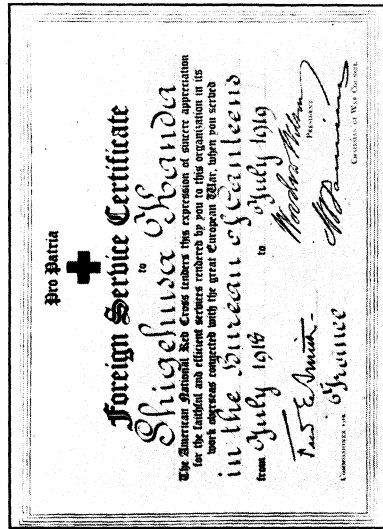 Pro Patria
Foreign Service Certificate
to
Shigehisa Kanda
The American National Red Cross tenders this expression of sincere appreciation
for the faithful and efficient services rendered by you to this organization in its
work overseas connected with the great European War, when you served
in the Bureau of Canteens
from July 1918 to July 1919
Woodrow Wilson
PRESIDENT
CHAIRMAN OF WAR COUNCIL
COMMISSIONER FOR France